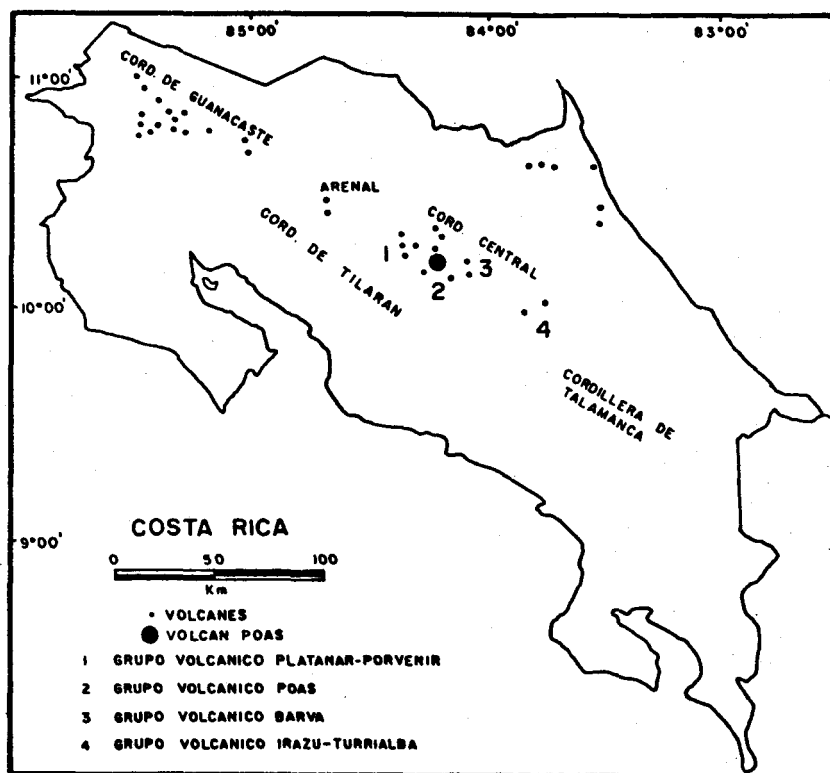 85°00'
84°00'
83°00'
11°00'
CORD. DE GUANACASTE
ARENAL
CORD. CENTRAL
CORD. DE TILARAN
1
3
2
10°00'
4
CORDILLERA DE
TALAMANCA
9°00'
COSTA RICA
0 50 100
Km
• VOLCANES
VOLCAN POAS
1 GRUPO VOLCANICO PLATANAR-PORVENIR
2 GRUPO VOLCANICO POAS
3 GRUPO VOLCANICO BARVA
4 GRUPO VOLCANICO IRAZU-TURRIALBA